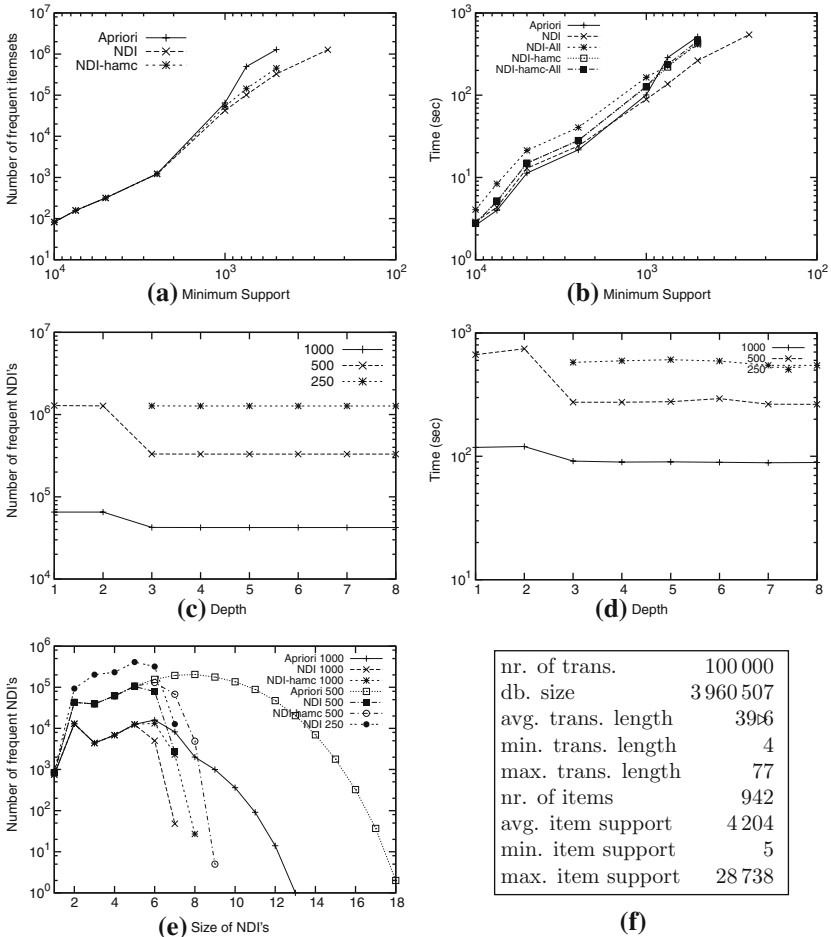 Number of frequent itemsets
10^7
10^6
10^5
10^4
10^3
10^2
10^1
10^4
10^3
10^2
Apriori
NDI
NDI-hamc
(a) Minimum Support
Time (sec)
10^3
10^2
10^1
10^0
10^4
10^3
10^2
Apriori
NDI
NDI-All
NDI-hamc
NDI-hamc-All
(b) Minimum Support
Number of frequent NDI's
10^7
10^6
10^5
10^4
1 2 3 4 5 6 7 8
1000
500
250
(c) Depth
Time (sec)
10^3
10^2
10^1
1 2 3 4 5 6 7 8
1000
500
250
(d) Depth
Number of frequent NDI's
10^6
10^5
10^4
10^3
10^2
10^1
10^0
2 4 6 8 10 12 14 16 18
Apriori 1000
NDI 1000
NDI-hamc 1000
Apriori 500
NDI 500
NDI-hamc 500
NDI 250
(e) Size of NDI's
nr. of trans. 100 000
db. size 3 960 507
avg. trans. length
min. trans. length 4
max. trans. length 77
nr. of items 942
avg. item support 4 204
min. item support 5
max. item support 28 738
(f)